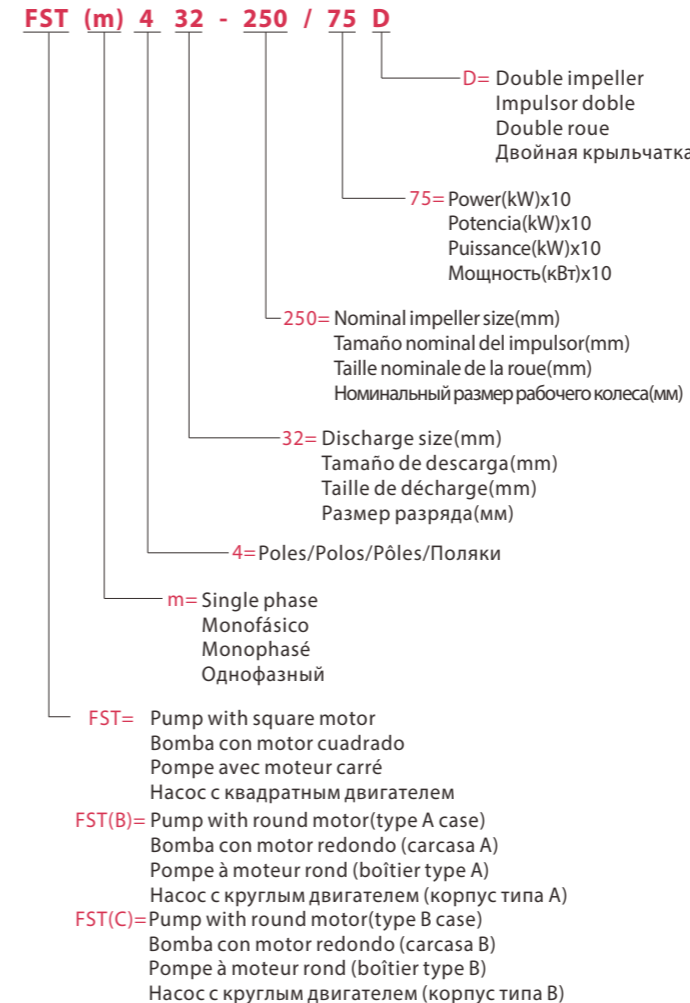 FST (m) 4 32 - 250 / 75 D
D= Double impeller
Impulsor doble
Double roue
Двойная крыльчатка
75= Power(kW)x10
Potencia(kW)x10
Puissance(kW)x10
Мощность(кВт)x10
250= Nominal impeller size(mm)
Tamaño nominal del impulsor(mm)
Taille nominale de la roue(mm)
Номинальный размер рабочего колеса(мм)
32= Discharge size(mm)
Tamaño de descarga(mm)
Taille de décharge(mm)
Размер разряда(мм)
4=Poles/Polos/Pôles/Поляки
m= Single phase
Monofásico
Monophasé
Однофазный
FST= Pump with square motor
Bomba con motor cuadrado
Pompe avec moteur carré
Насос с квадратным двигателем
FST(B)= Pump with round motor(type A case)
Bomba con motor redondo (carcasa A)
Pompe à moteur rond (boîtier type A)
Насос с круглым двигателем (корпус типа A)
FST(C)=Pump with round motor(type B case)
Bomba con motor redondo (carcasa B)
Pompe à moteur rond (boîtier type B)
Насос с круглым двигателем (корпус типа B)